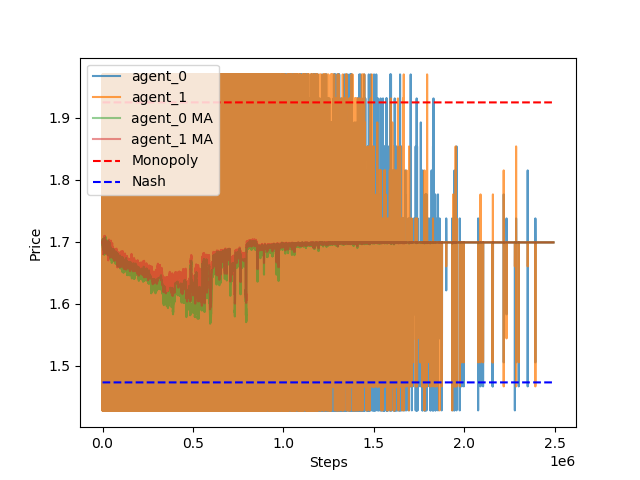 agent_0
agent_1
agent_0 MA
agent_1 MA
Monopoly
Nash
Price
1.9
1.8
1.7
1.6
1.5
0.0 0.5 1.0 1.5 2.0 2.5
Steps
1e6